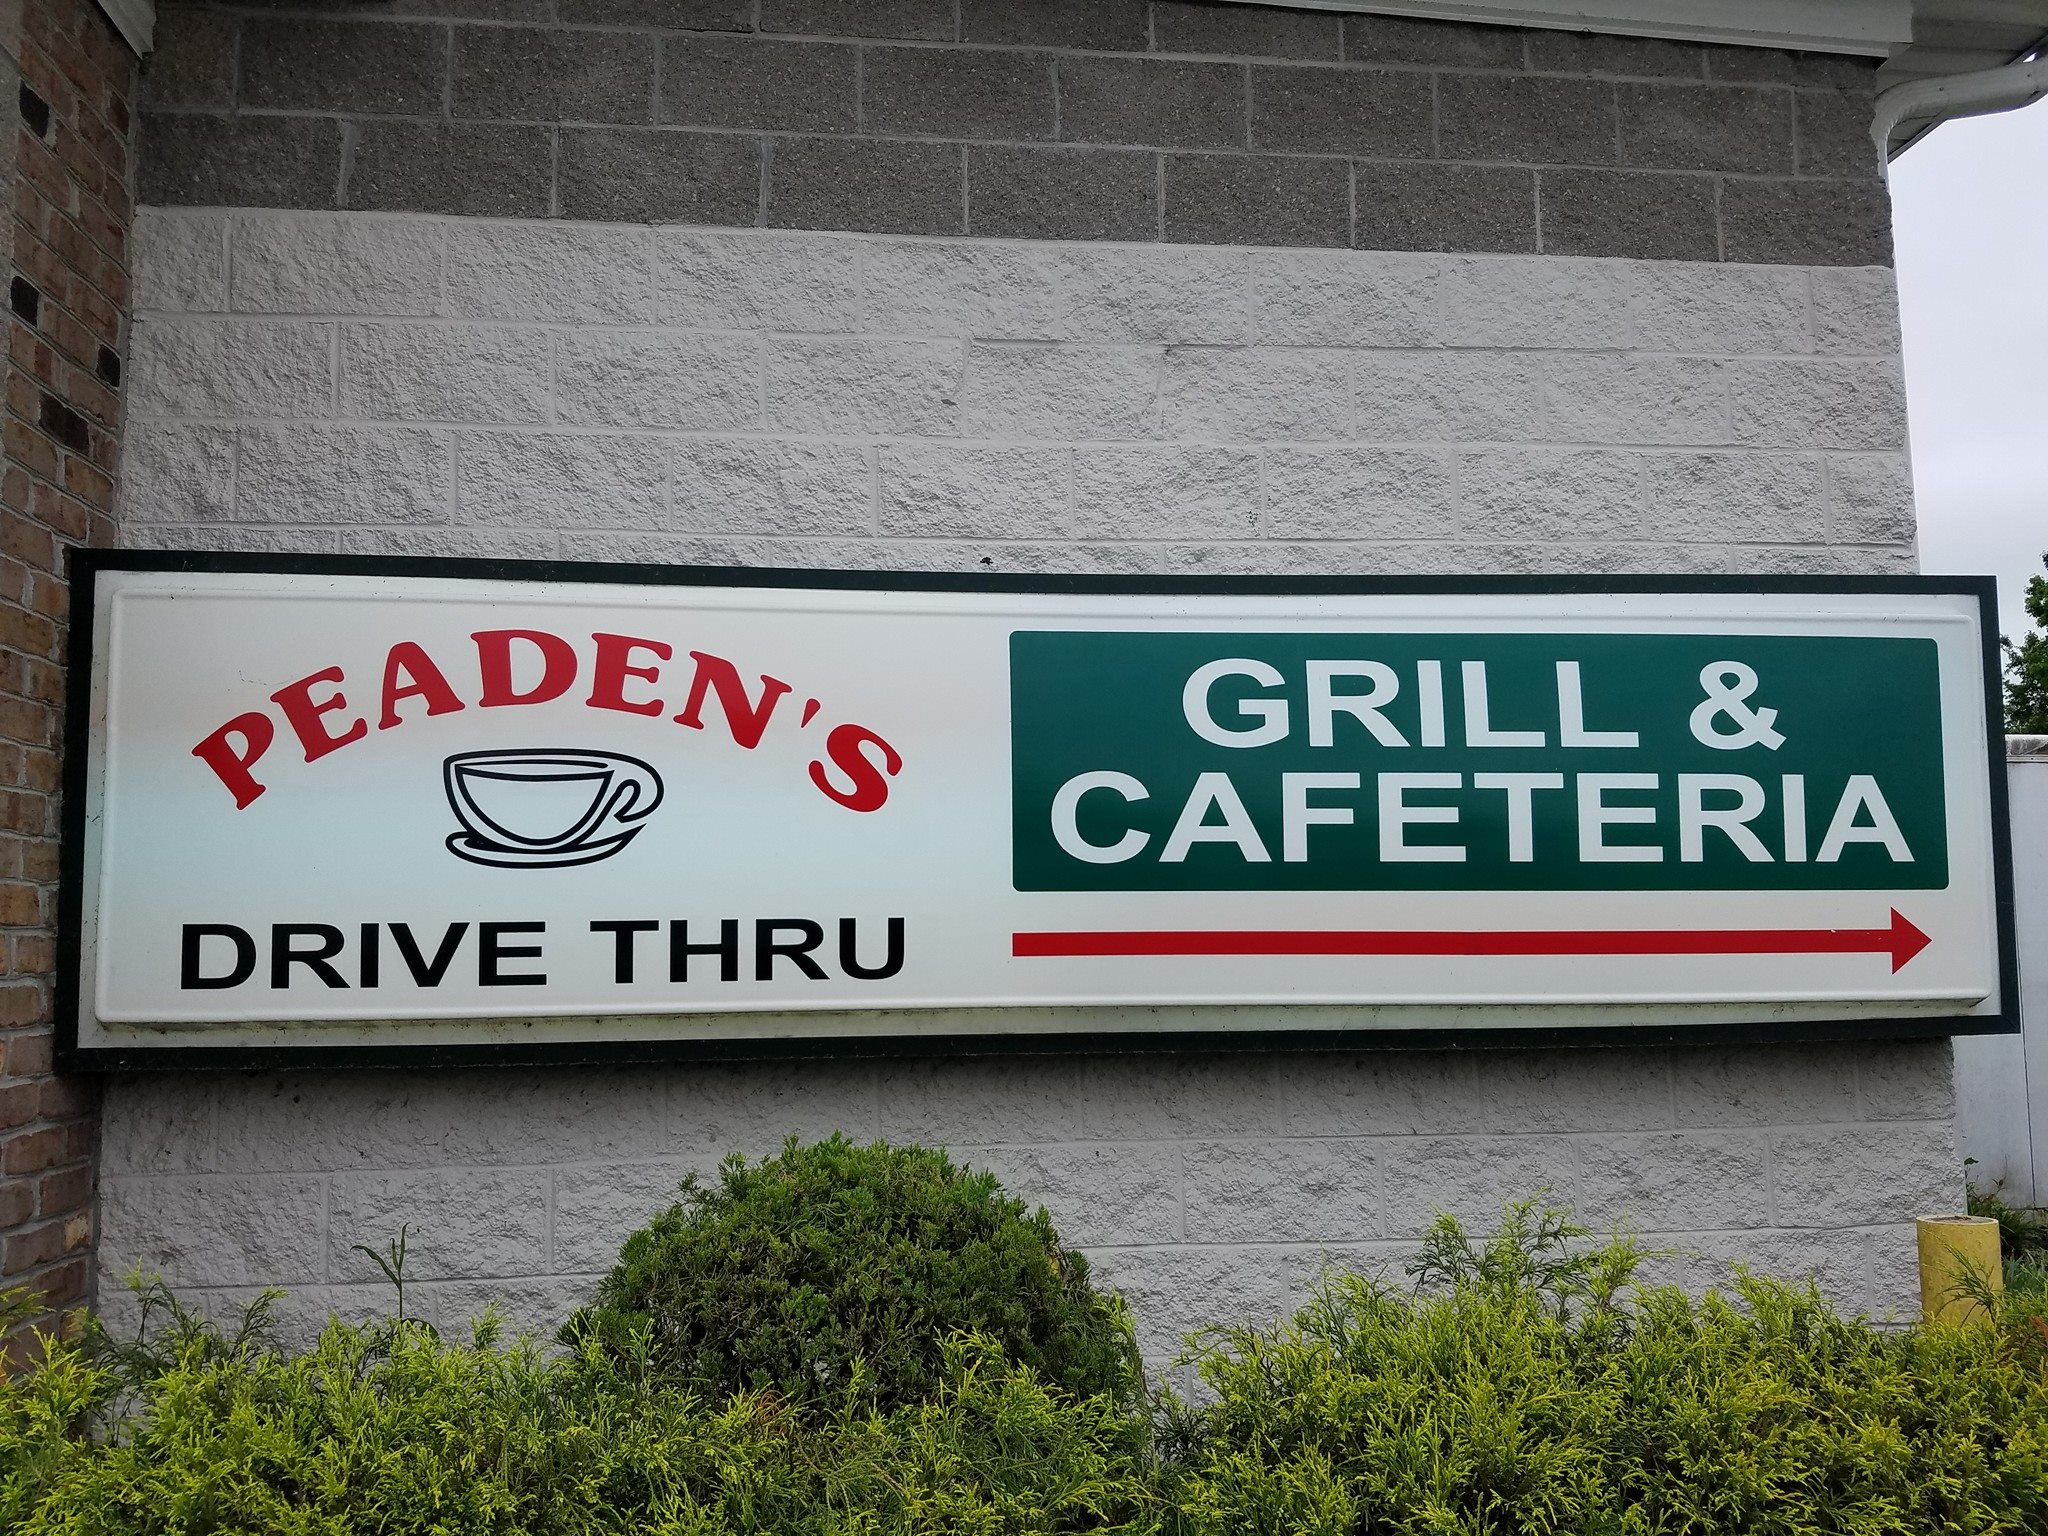 PEADEN'S
DRIVE THRU
GRILL &
CAFETERIA